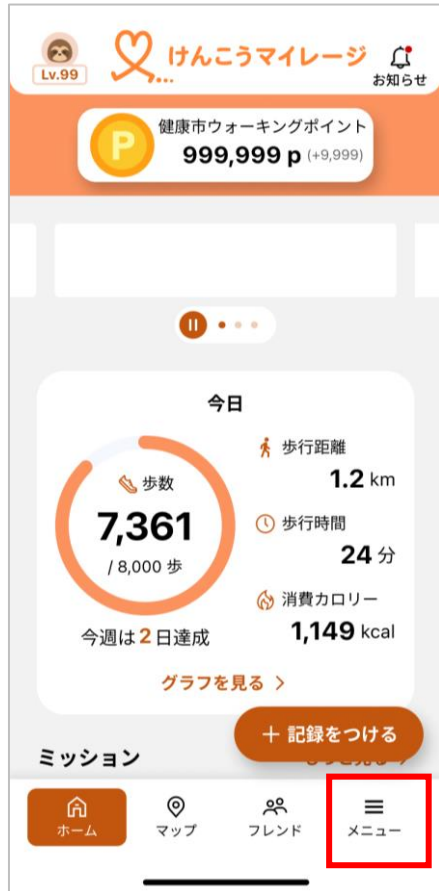 Lv.99
けんこうマイレージ
お知らせ
P
健康市ウォーキングポイント
999,999 p (+9,999)
今日
歩数
7,361
/ 8,000 歩
今週は2日達成
歩行距離
1.2 km
歩行時間
24 分
消費カロリー
1,149 kcal
グラフを見る >
ミッション
+ 記録をつける
ホーム
マップ
フレンド
メニュー